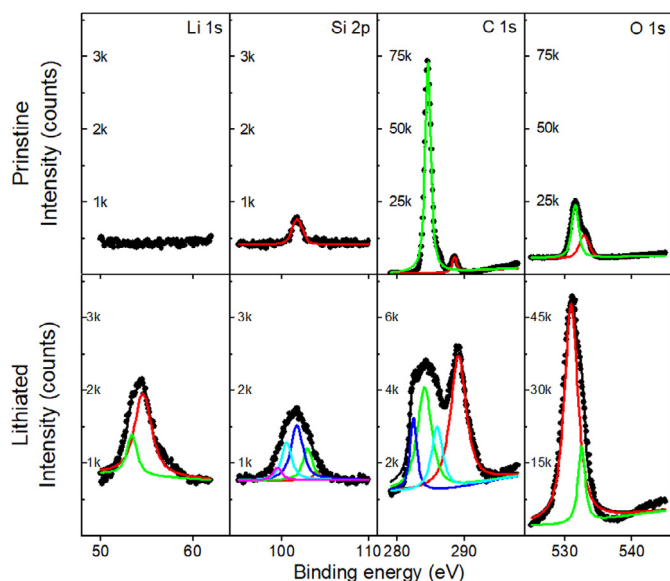 Li 1s Si 2p C 1s O 1s
3k 3k 75k 75k
2k 2k 50k 50k
1k 1k 25k 25k
Prinstine
Intensity (counts)
3k 3k 6k 45k
2k 2k 4k 30k
1k 1k 2k 15k
Lithiated
Intensity (counts)
50 60 100 110 280 290 530 540
Binding energy (eV)